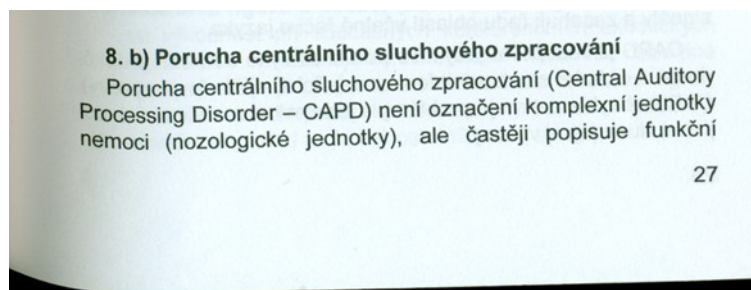 8. b) Porucha centrálního sluchového zpracování
Porucha centrálního sluchového zpracování (Central Auditory
Processing Disorder – CAPD) není označení komplexní jednotky
nemoci (nozologické jednotky), ale častěji popisuje funkční
27